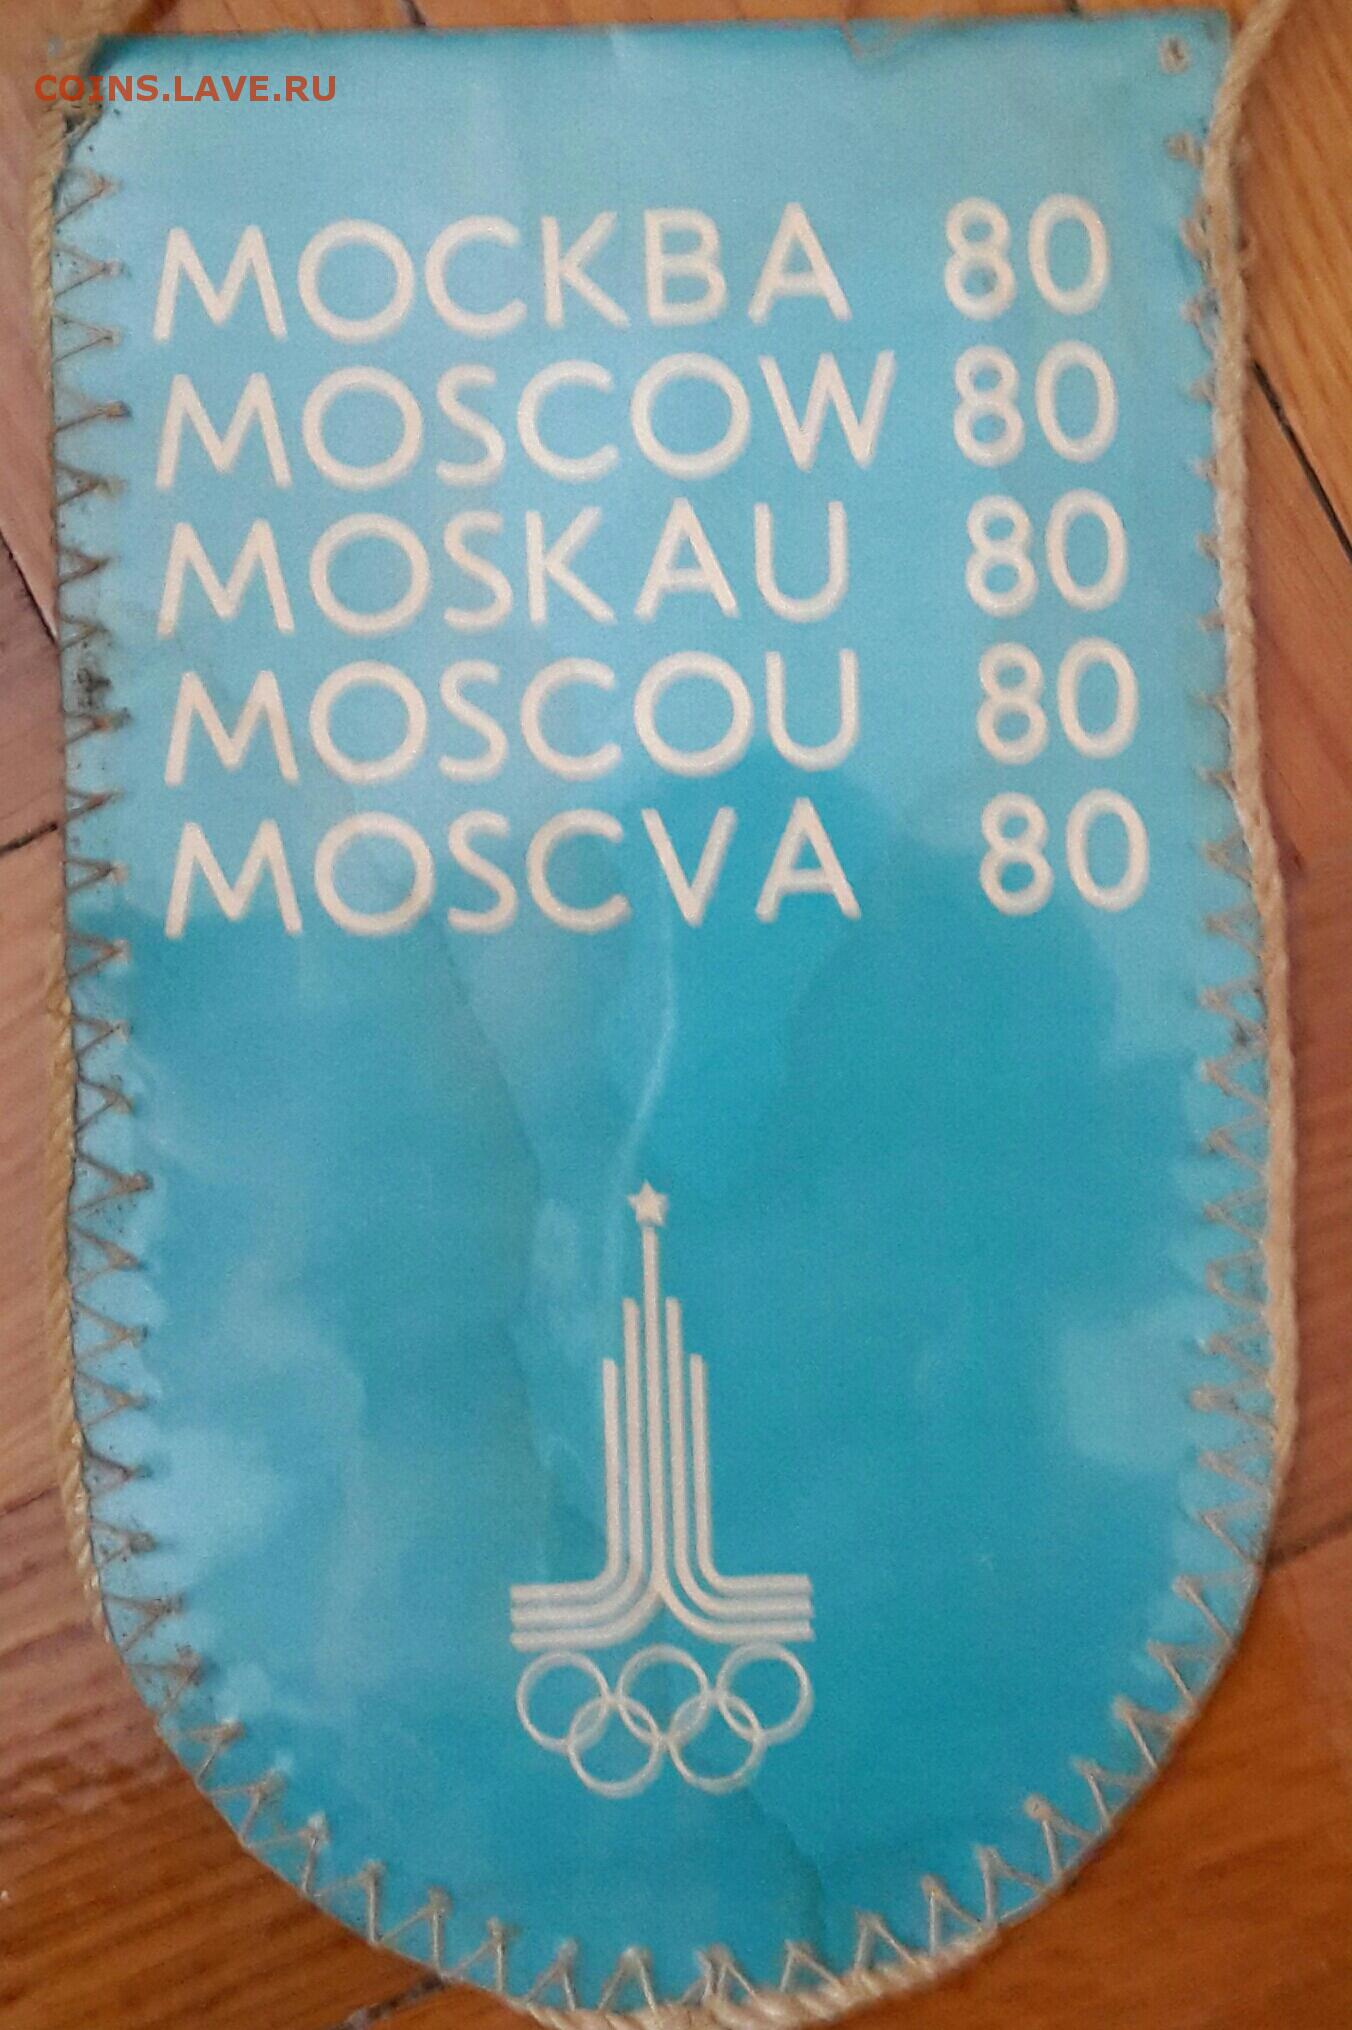 COINS.LAVE.RU
МОСКВА 80
MOSCOW 80
MOSKAU 80
MOSCOU 80
MOSCVA 80